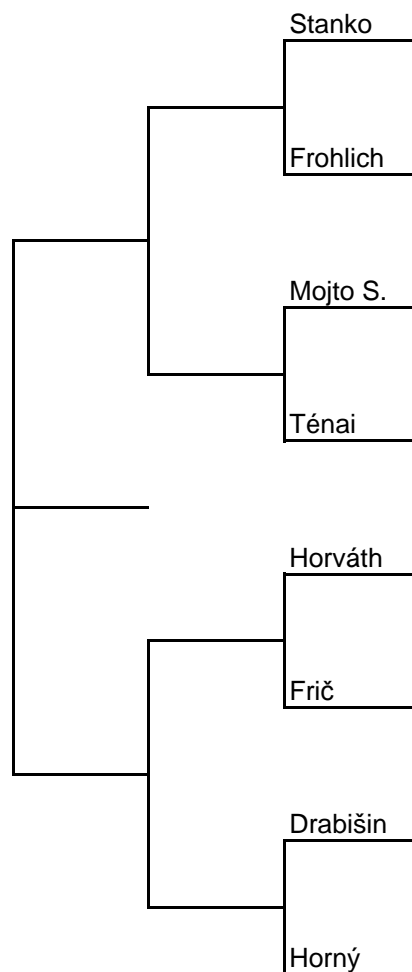 Stanko
Frohlich
Mojto S.
Ténai
Horváth
Frič
Drabišin
Horný